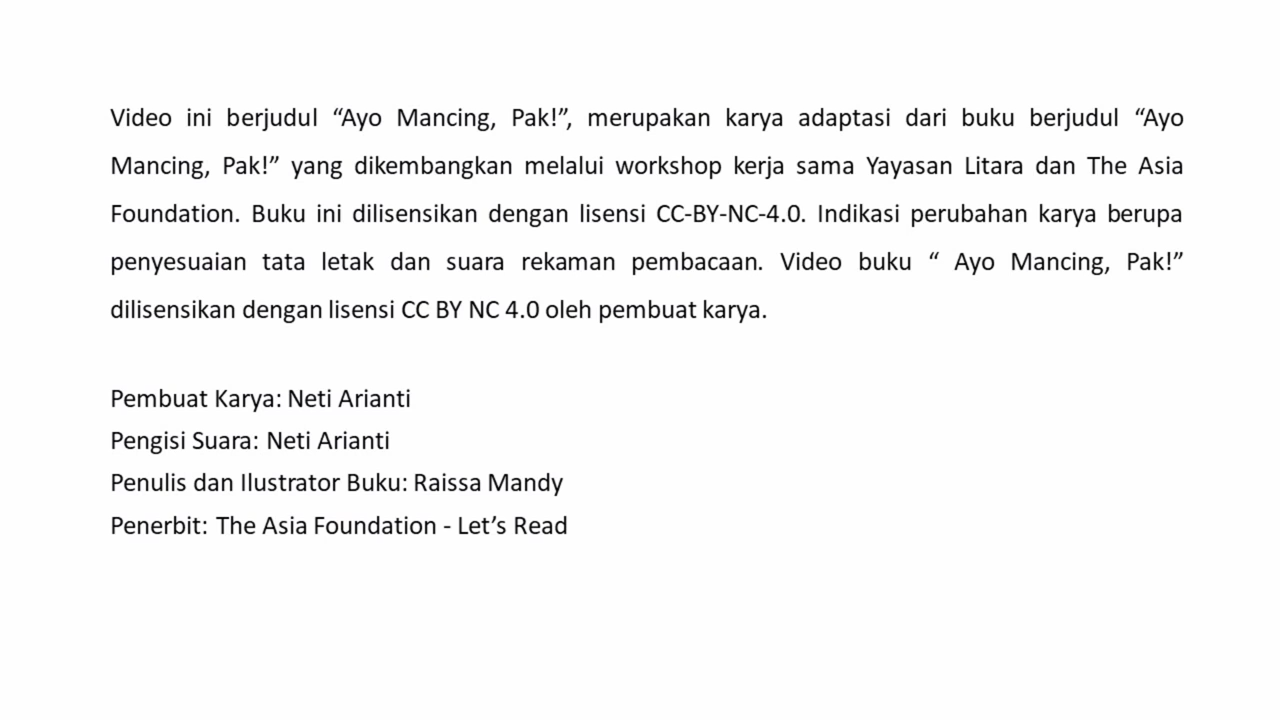 Video ini berjudul “Ayo Mancing, Pak!”, merupakan karya adaptasi dari buku berjudul “Ayo
Mancing, Pak!” yang dikembangkan melalui workshop kerja sama Yayasan Litara dan The Asia
Foundation. Buku ini dilisensikan dengan lisensi CC-BY-NC-4.0. Indikasi perubahan karya berupa
penyesuaian tata letak dan suara rekaman pembacaan. Video buku “ Ayo Mancing, Pak!”
dilisensikan dengan lisensi CC BY NC 4.0 oleh pembuat karya.
Pembuat Karya: Neti Arianti
Pengisi Suara: Neti Arianti
Penulis dan Ilustrator Buku: Raissa Mandy
Penerbit: The Asia Foundation - Let’s Read